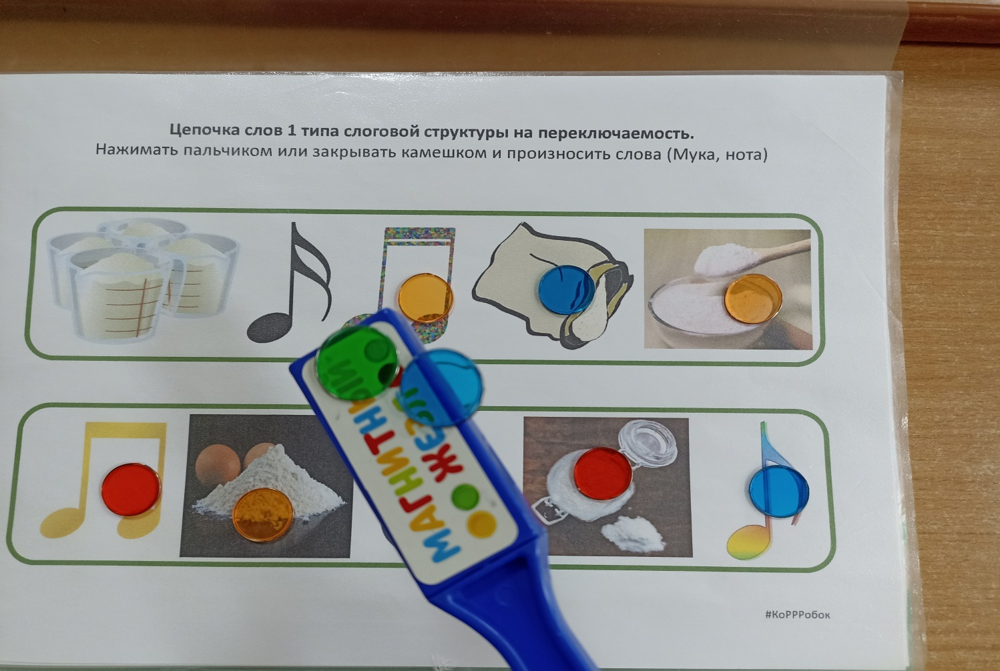 Цепочка слов 1 типа слоговой структуры на переключаемость.
Нажимать пальчиком или закрывать камешком и произносить слова (Мука, нота)
МАГНИТНЫЙ
ЖЕЗЛ
#КоРРРобок